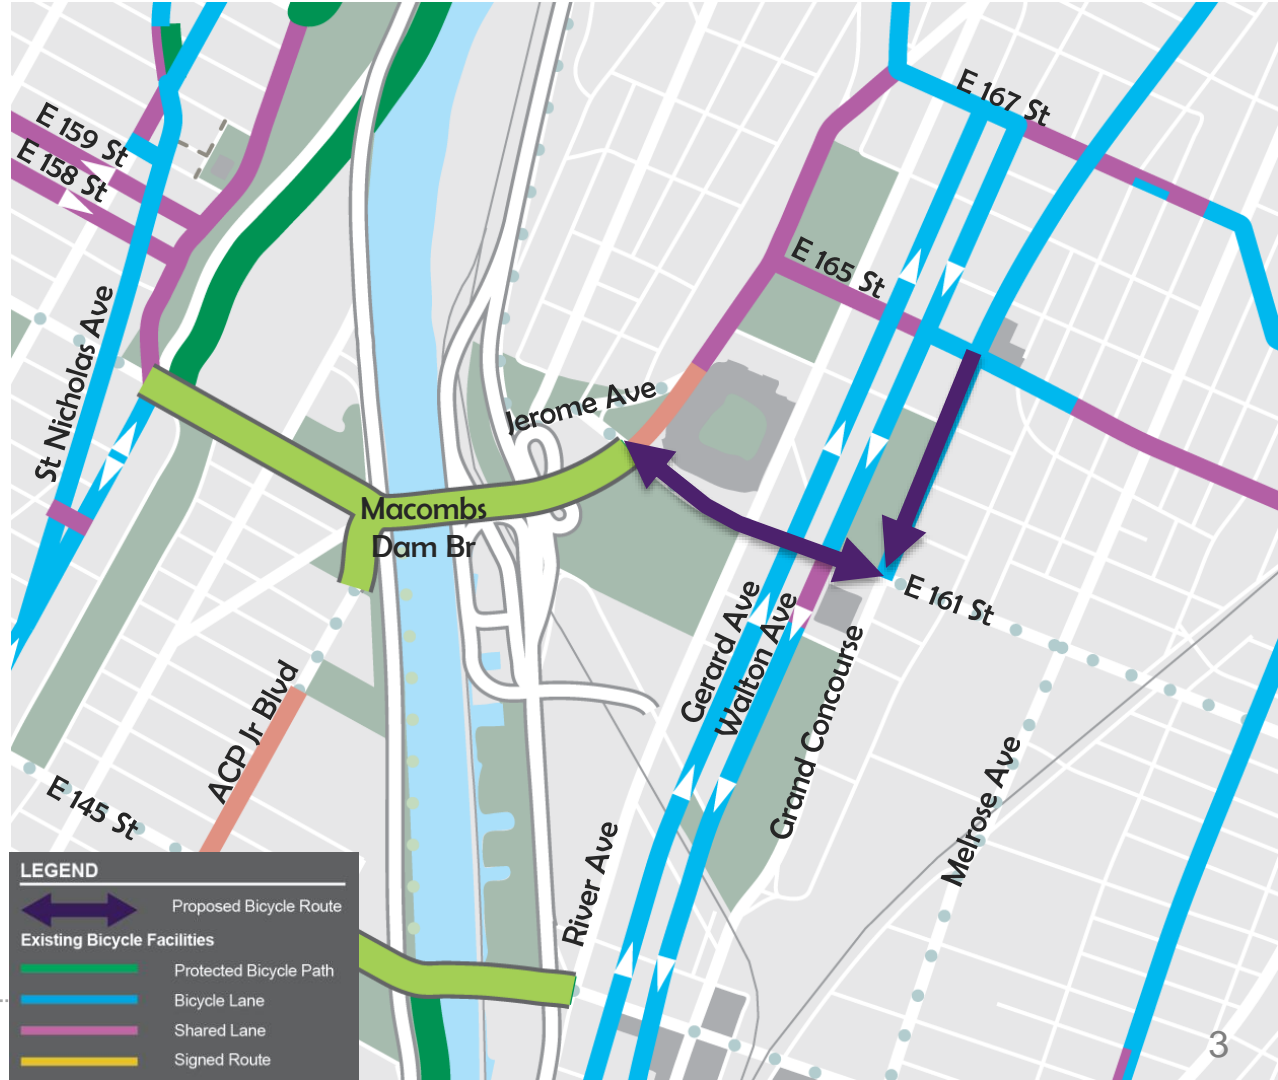 E 167 St
E 159 St
E 158 St
E 165 St
St Nicholas Ave
Jerome Ave
Macombs
Dam Br
E 161 St
Gerard Ave
Walton Ave
Grand Concourse
ACP Jr Blvd
Melrose Ave
E 145 St
River Ave
LEGEND
Proposed Bicycle Route
Existing Bicycle Facilities
Protected Bicycle Path
Bicycle Lane
Shared Lane
Signed Route
3